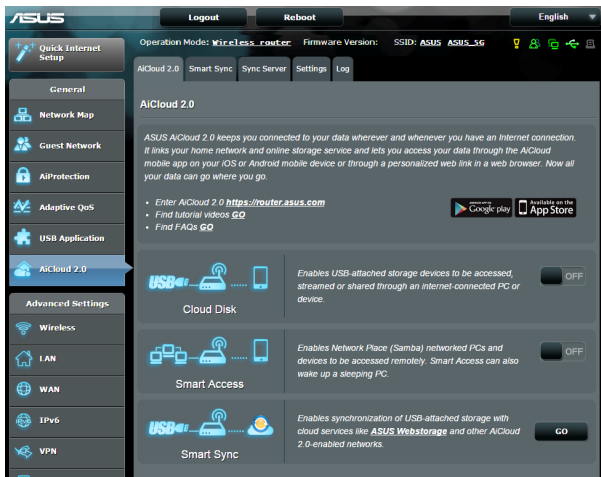 ASUS
Logout
Reboot
English
Quick Internet
Setup
Operation Mode: Wireless router Firmware Version: SSID: ASUS ASUS_5G
AiCloud 2.0
Smart Sync
Sync Server
Settings
Log
General
Network Map
Guest Network
AiProtection
Adaptive QoS
USB Application
AiCloud 2.0
Advanced Settings
Wireless
LAN
WAN
IPv6
VPN
AiCloud 2.0
ASUS AiCloud 2.0 keeps you connected to your data wherever and whenever you have an Internet connection.
It links your home network and online storage service and lets you access your data through the AiCloud
mobile app on your iOS or Android mobile device or through a personalized web link in a web browser. Now all
your data can go where you go.
• Enter AiCloud 2.0 https://router.asus.com
• Find tutorial videos GO
• Find FAQs GO
Google play
Available on the
App Store
USB
Cloud Disk
Enables USB-attached storage devices to be accessed,
streamed or shared through an internet-connected PC or
device.
OFF
Smart Access
Enables Network Place (Samba) networked PCs and
devices to be accessed remotely. Smart Access can also
wake up a sleeping PC.
OFF
USB
Smart Sync
Enables synchronization of USB-attached storage with
cloud services like ASUS Webstorage and other AiCloud
2.0-enabled networks.
GO